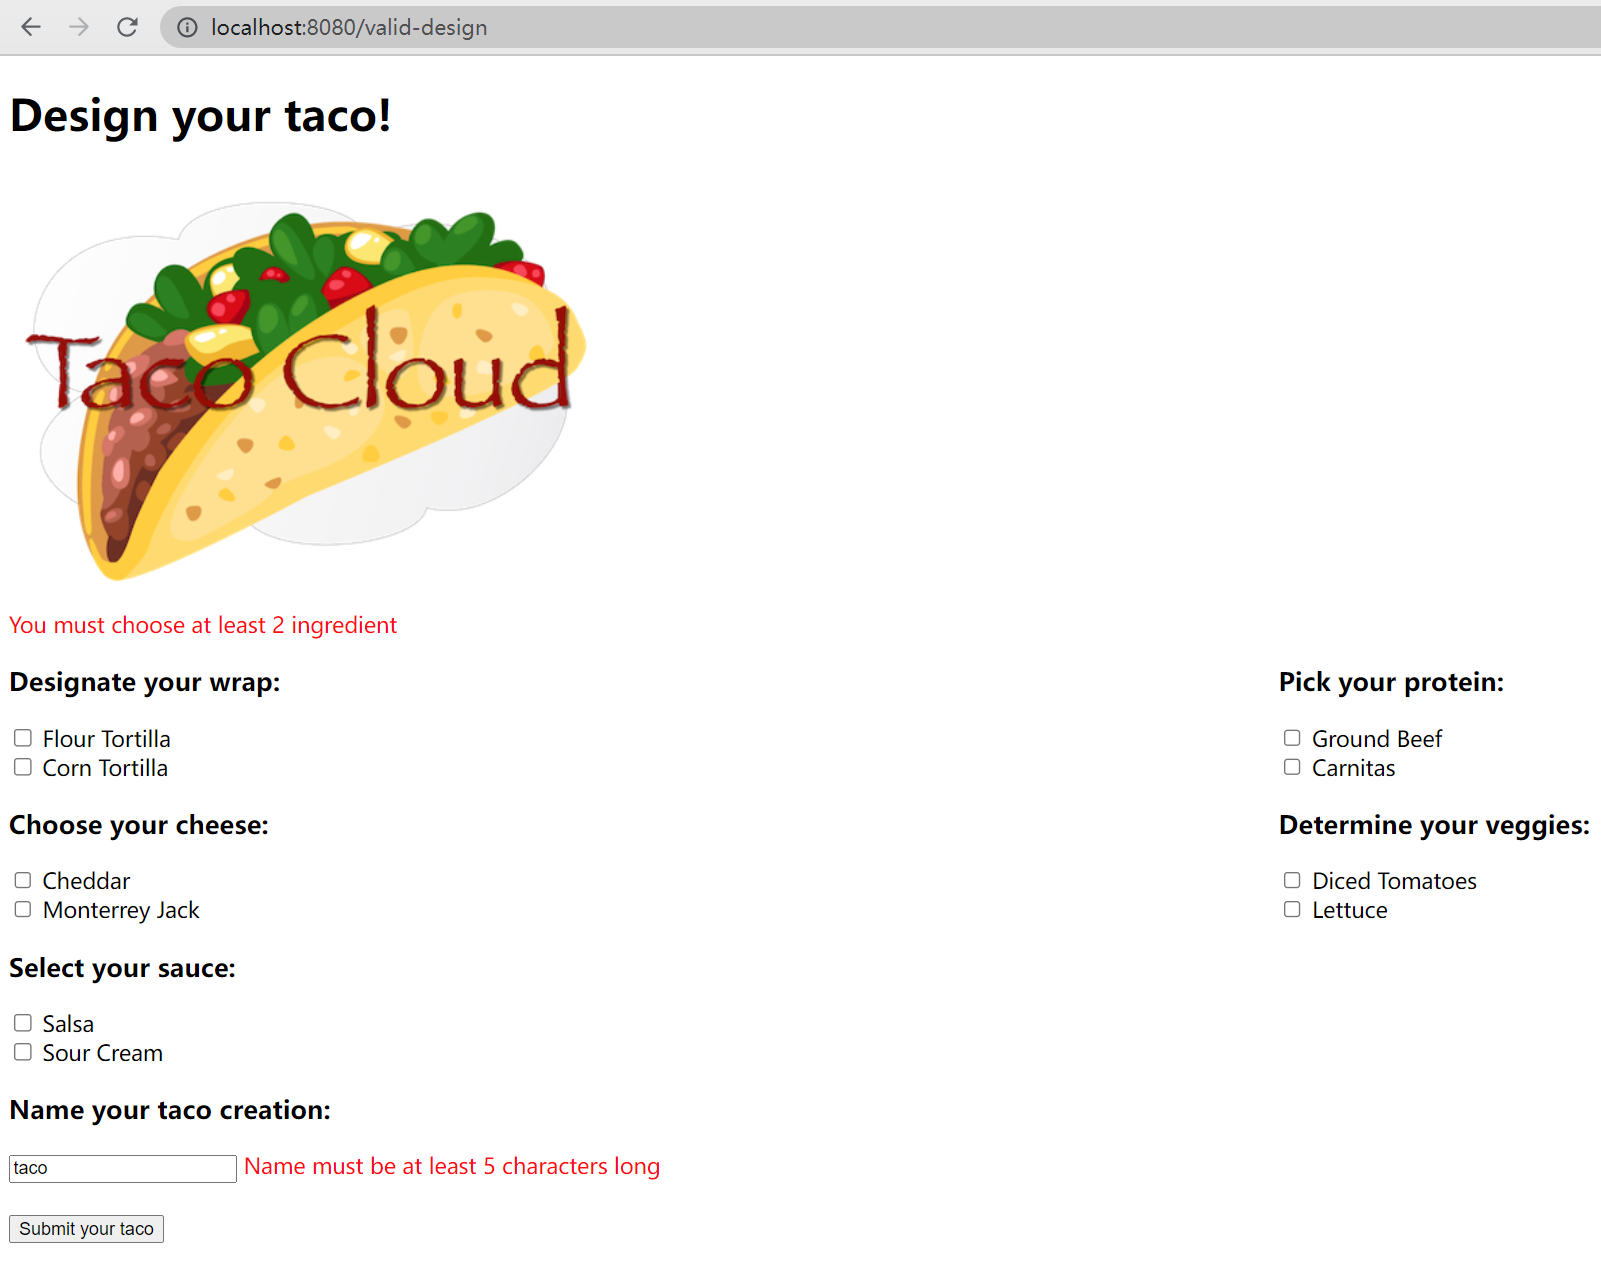 localhost:8080/valid-design
Design your taco!
Taco Cloud
You must choose at least 2 ingredient
Designate your wrap:
Flour Tortilla
Corn Tortilla
Pick your protein:
Ground Beef
Carnitas
Choose your cheese:
Cheddar
Monterrey Jack
Determine your veggies:
Diced Tomatoes
Lettuce
Select your sauce:
Salsa
Sour Cream
Name your taco creation:
taco Name must be at least 5 characters long
Submit your taco